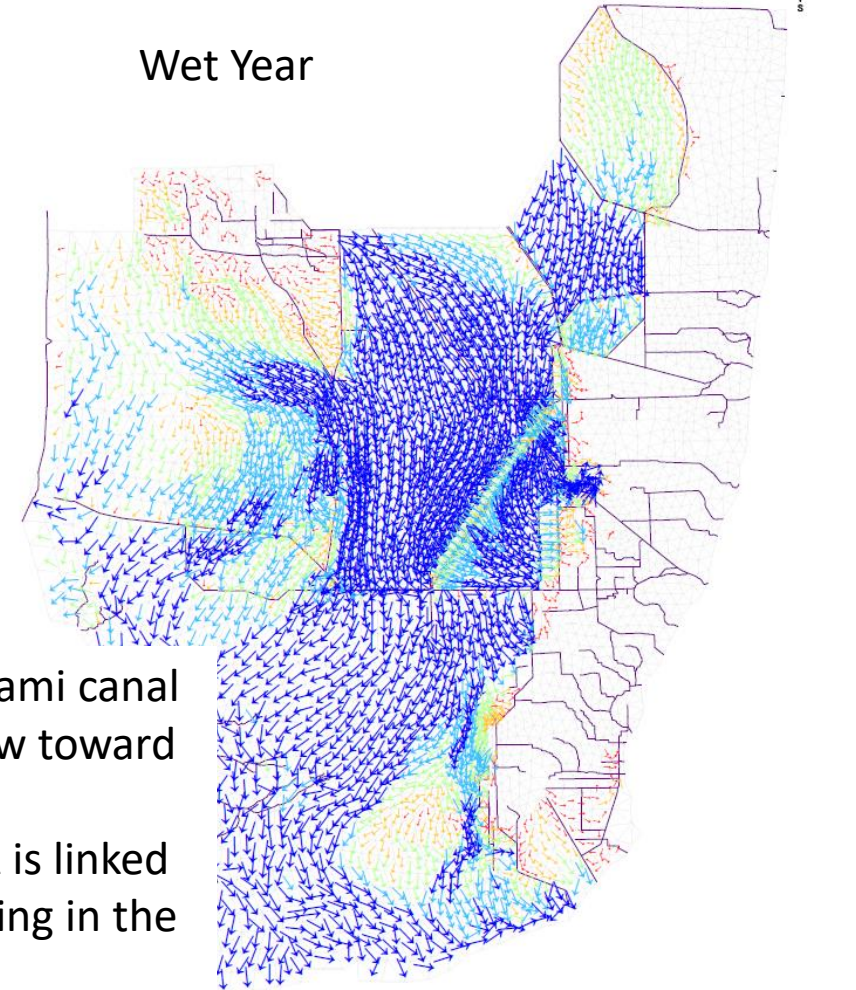 s
Wet Year
ami canal
w toward
is linked
ing in the